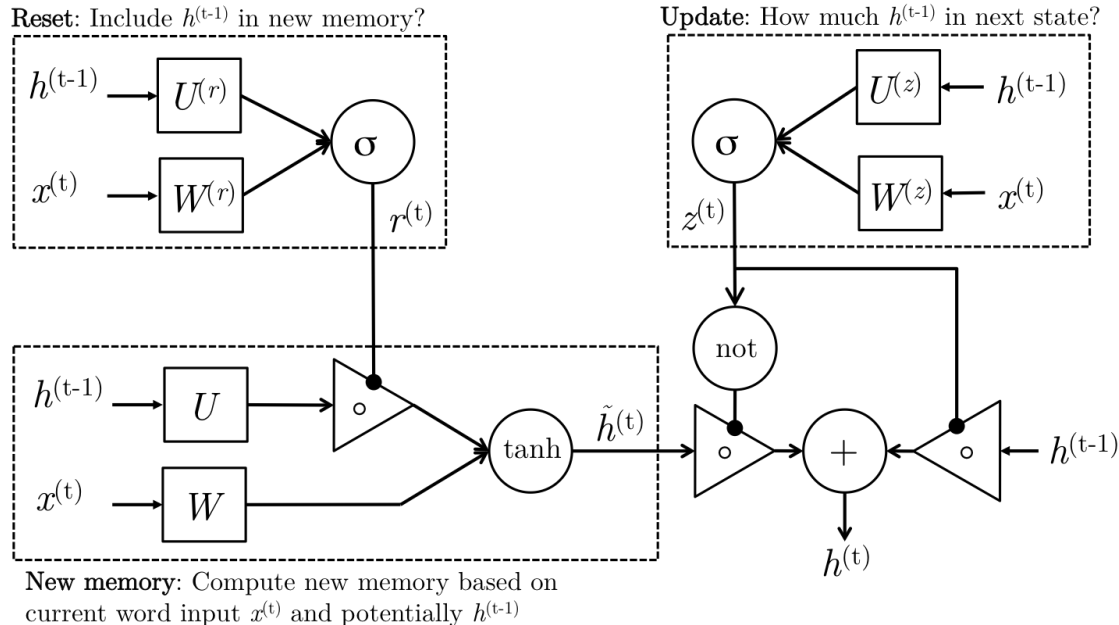 Reset: Include h^(t-1) in new memory?
Update: How much h^(t-1) in next state?
h^(t-1)
U^(r)
σ
x^(t)
W^(r)
r^(t)
U^(z)
h^(t-1)
σ
W^(z)
x^(t)
z^(t)
not
h^(t-1)
U
∘
tanh
h̃^(t)
∘
+
∘
h^(t-1)
x^(t)
W
h^(t)
New memory: Compute new memory based on
current word input x^(t) and potentially h^(t-1)